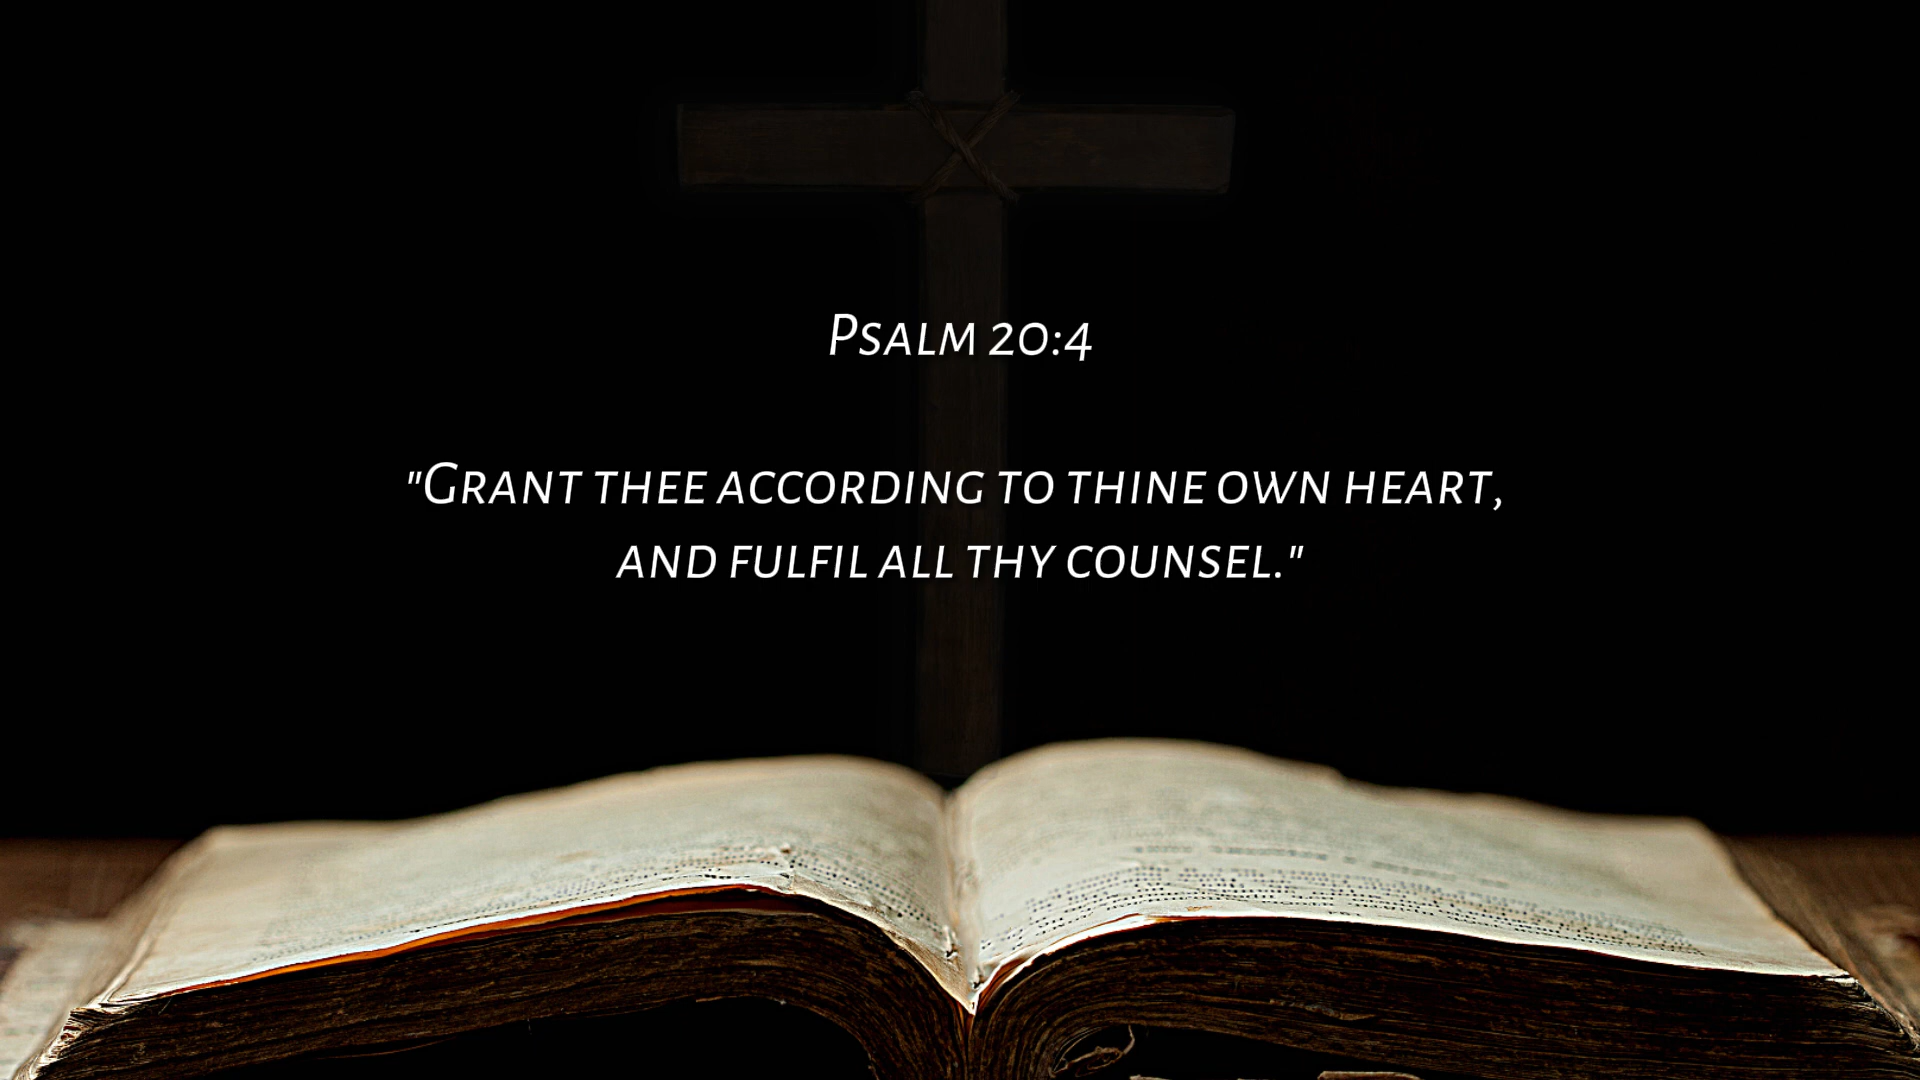 Psalm 20:4
"Grant thee according to thine own heart,
and fulfil all thy counsel."